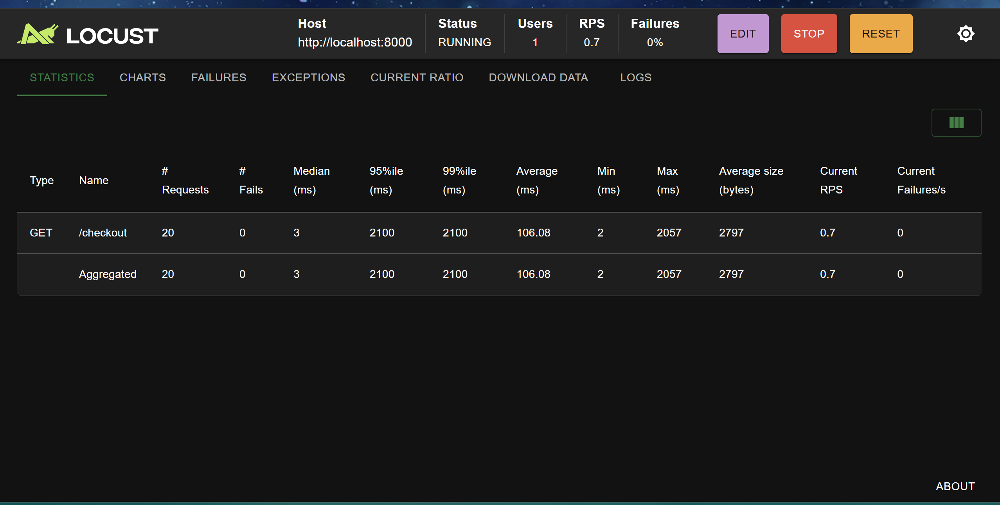 LOCUST
Host
http://localhost:8000
Status
RUNNING
Users
1
RPS
0.7
Failures
0%
EDIT
STOP
RESET
STATISTICS CHARTS FAILURES EXCEPTIONS CURRENT RATIO DOWNLOAD DATA LOGS
Type Name # Requests # Fails Median (ms) 95%ile (ms) 99%ile (ms) Average (ms) Min (ms) Max (ms) Average size (bytes) Current RPS Current Failures/s
GET /checkout 20 0 3 2100 2100 106.08 2 2057 2797 0.7 0
Aggregated 20 0 3 2100 2100 106.08 2 2057 2797 0.7 0
ABOUT